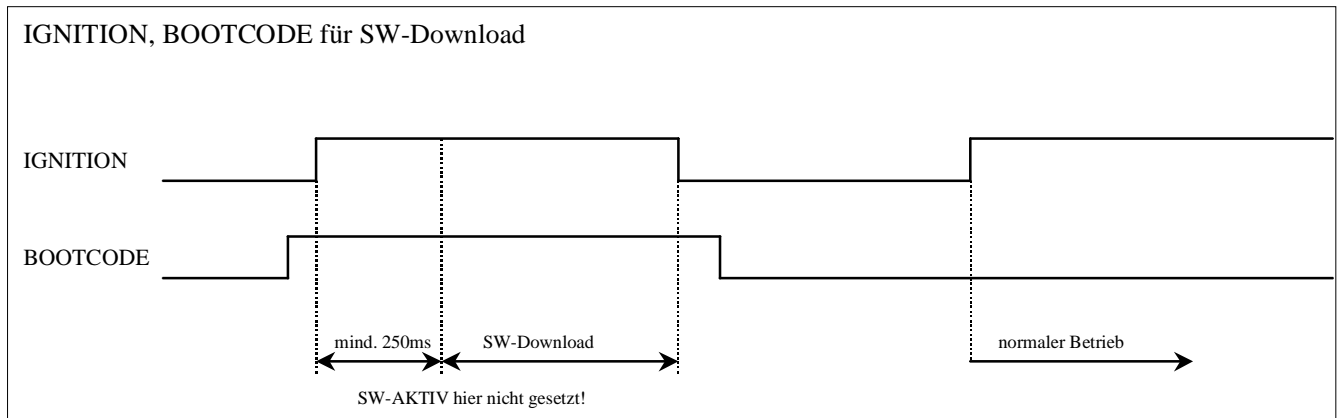 IGNITION, BOOTCODE für SW-Download
IGNITION
BOOTCODE
mind. 250ms
SW-Download
normaler Betrieb
SW-AKTIV hier nicht gesetzt!